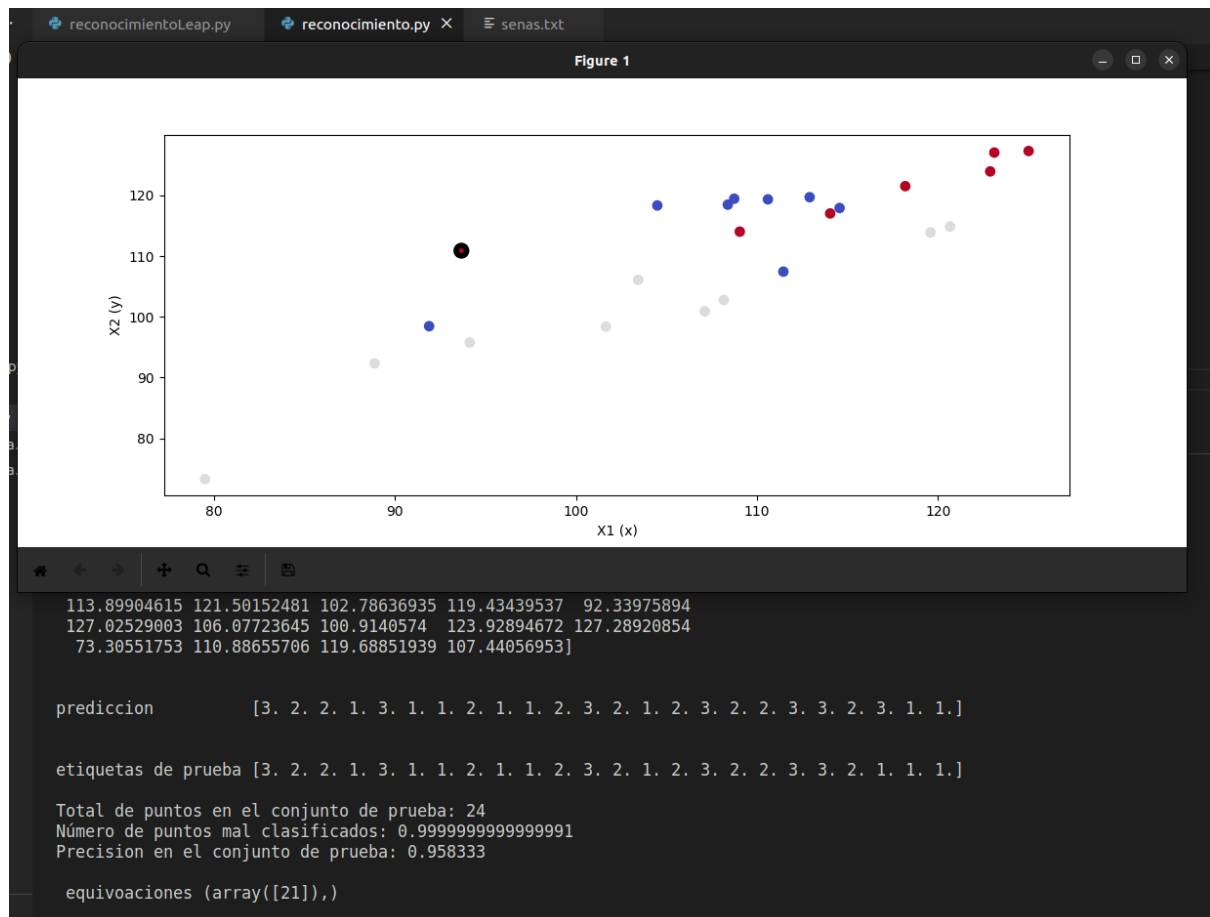 reconocimientoLeap.py reconocimiento.py senas.txt
Figure 1
120
110
100
90
80
X2 (y)
80 90 100 110 120
X1 (x)
113.89904615 121.50152481 102.78636935 119.43439537 92.33975894
127.02529003 106.07723645 100.9140574 123.92894672 127.28920854
73.30551753 110.88655706 119.68851939 107.44056953]
prediccion [3. 2. 2. 1. 3. 1. 1. 2. 1. 1. 2. 3. 2. 1. 2. 3. 2. 2. 3. 3. 2. 3. 1. 1.]
etiquetas de prueba [3. 2. 2. 1. 3. 1. 1. 2. 1. 1. 2. 3. 2. 1. 2. 3. 2. 2. 3. 3. 2. 1. 1. 1.]
Total de puntos en el conjunto de prueba: 24
Número de puntos mal clasificados: 0.9999999999999991
Precision en el conjunto de prueba: 0.958333
equivoaciones (array([21]),)